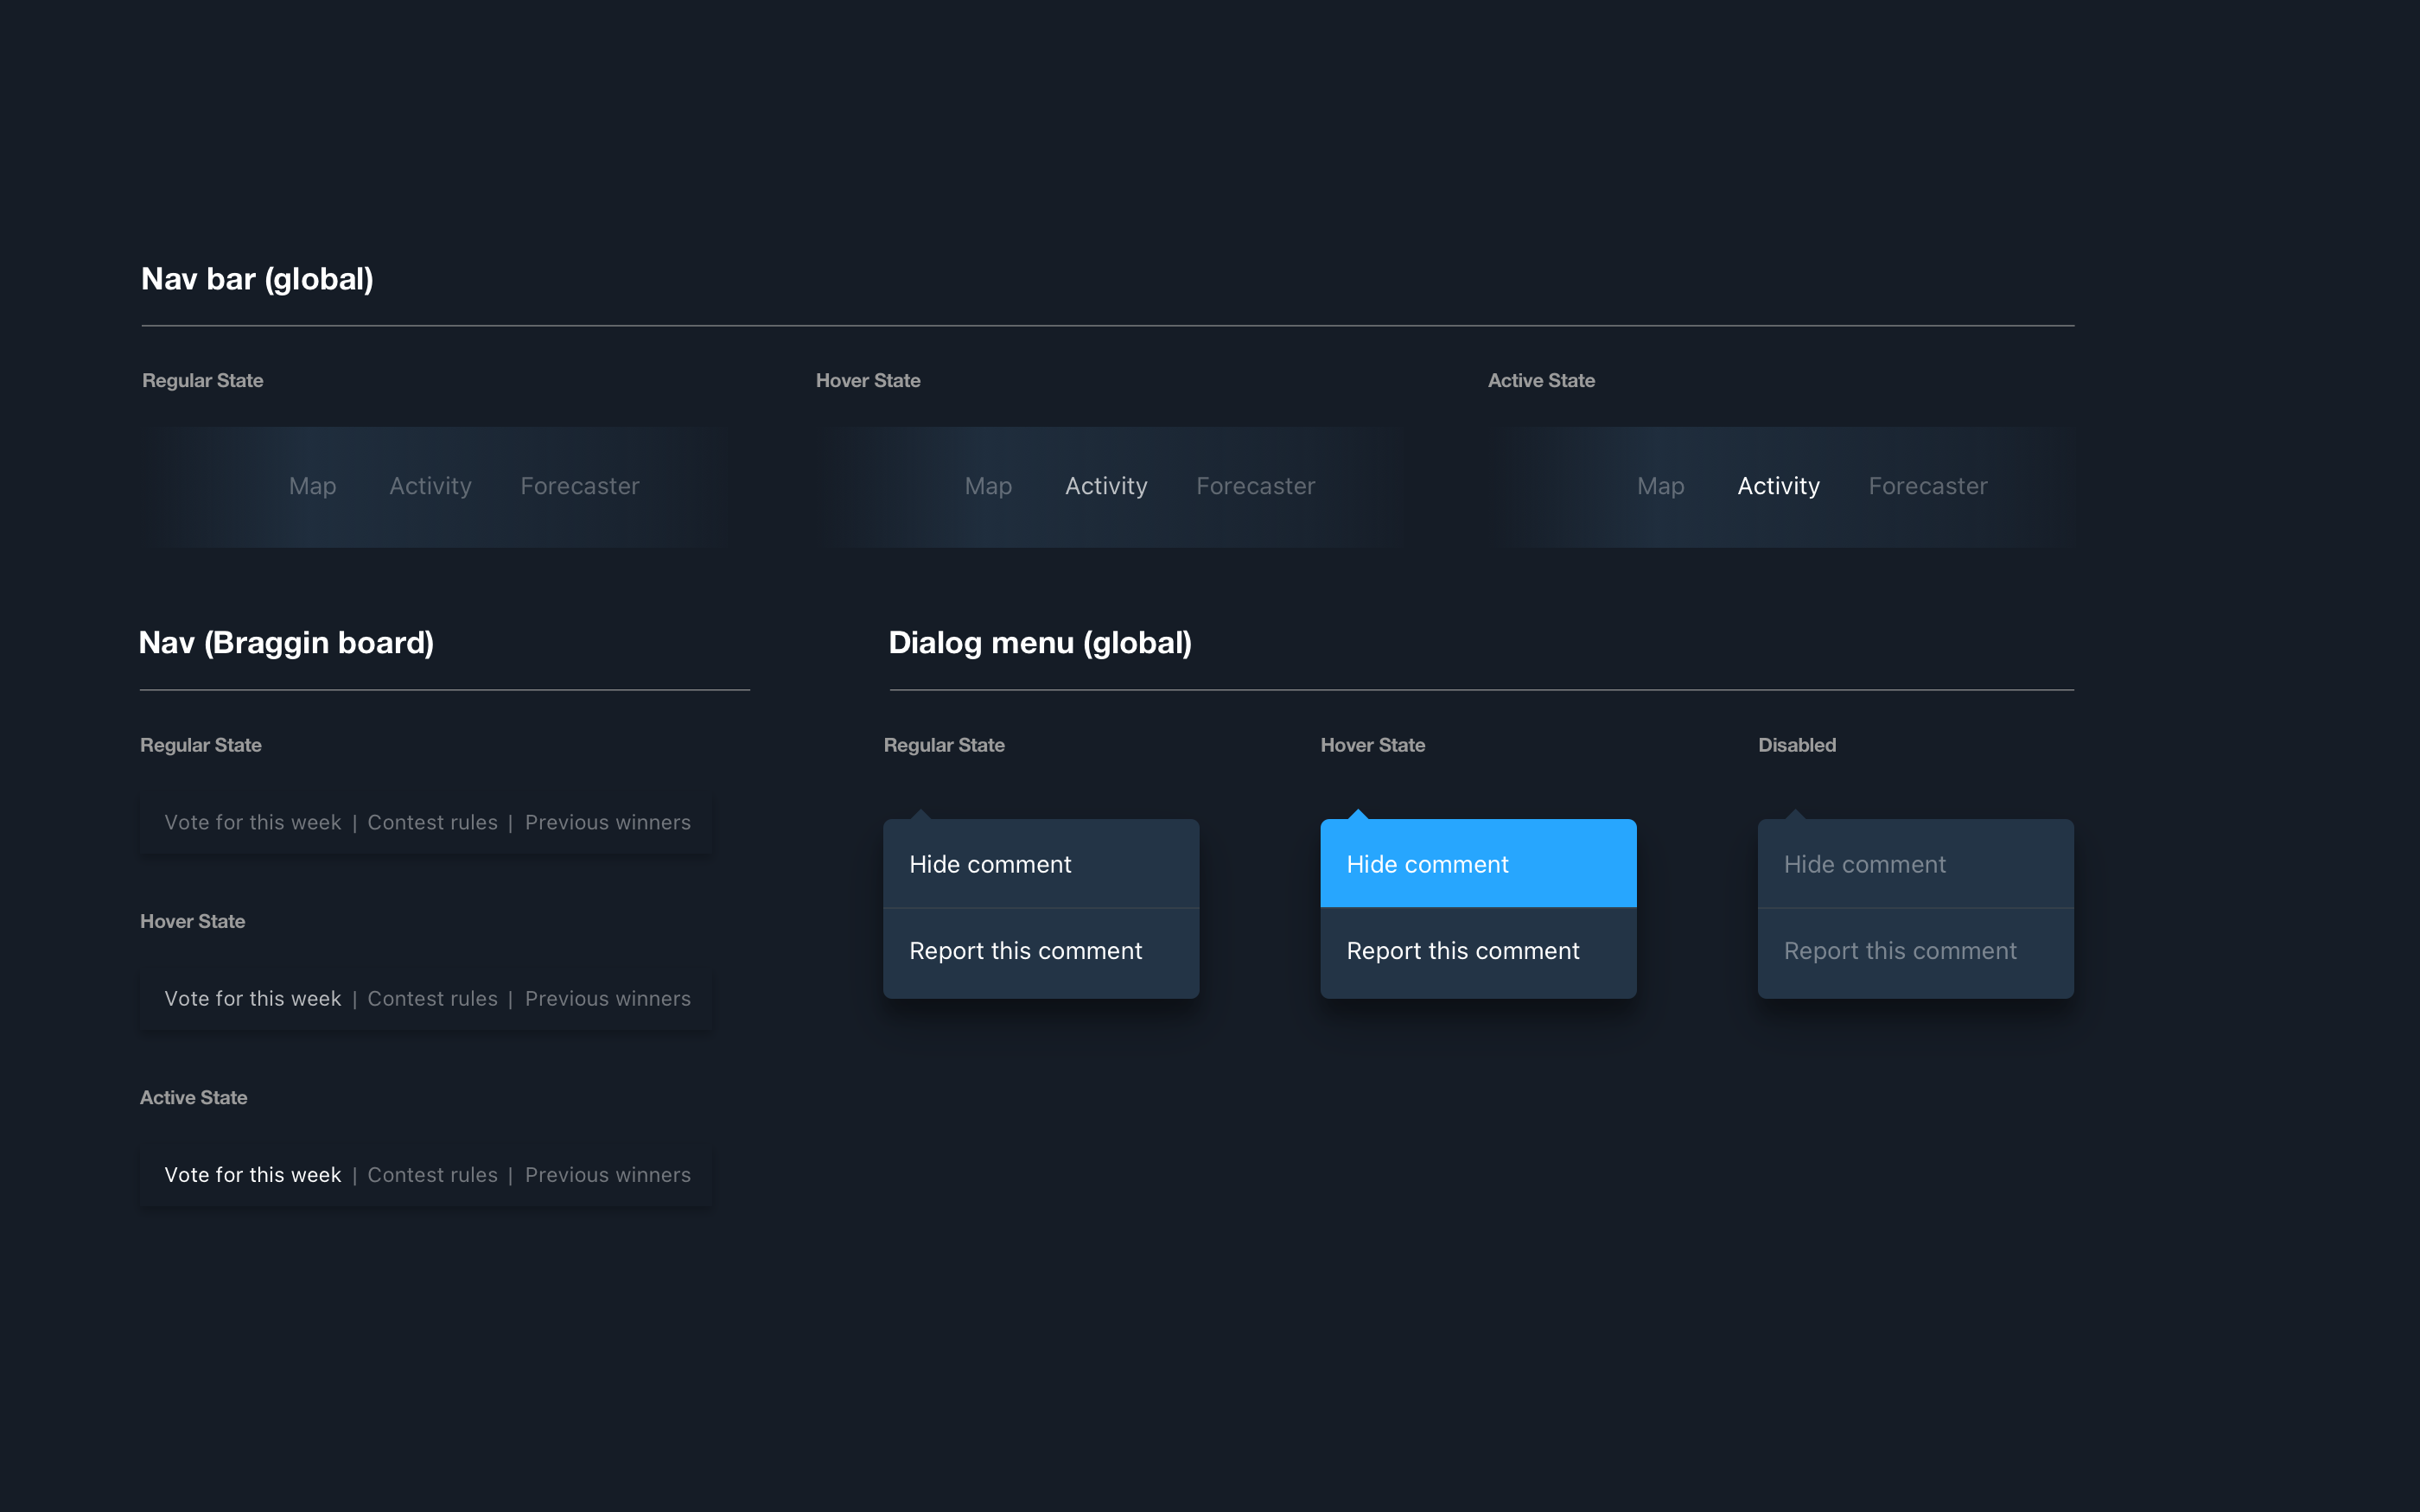 Nav bar (global)
Regular State
Hover State
Active State
Map Activity Forecaster
Map Activity Forecaster
Map Activity Forecaster
Nav (Braggin board)
Regular State
Vote for this week | Contest rules | Previous winners
Hover State
Vote for this week | Contest rules | Previous winners
Active State
Vote for this week | Contest rules | Previous winners
Dialog menu (global)
Regular State
Hide comment
Report this comment
Hover State
Hide comment
Report this comment
Disabled
Hide comment
Report this comment